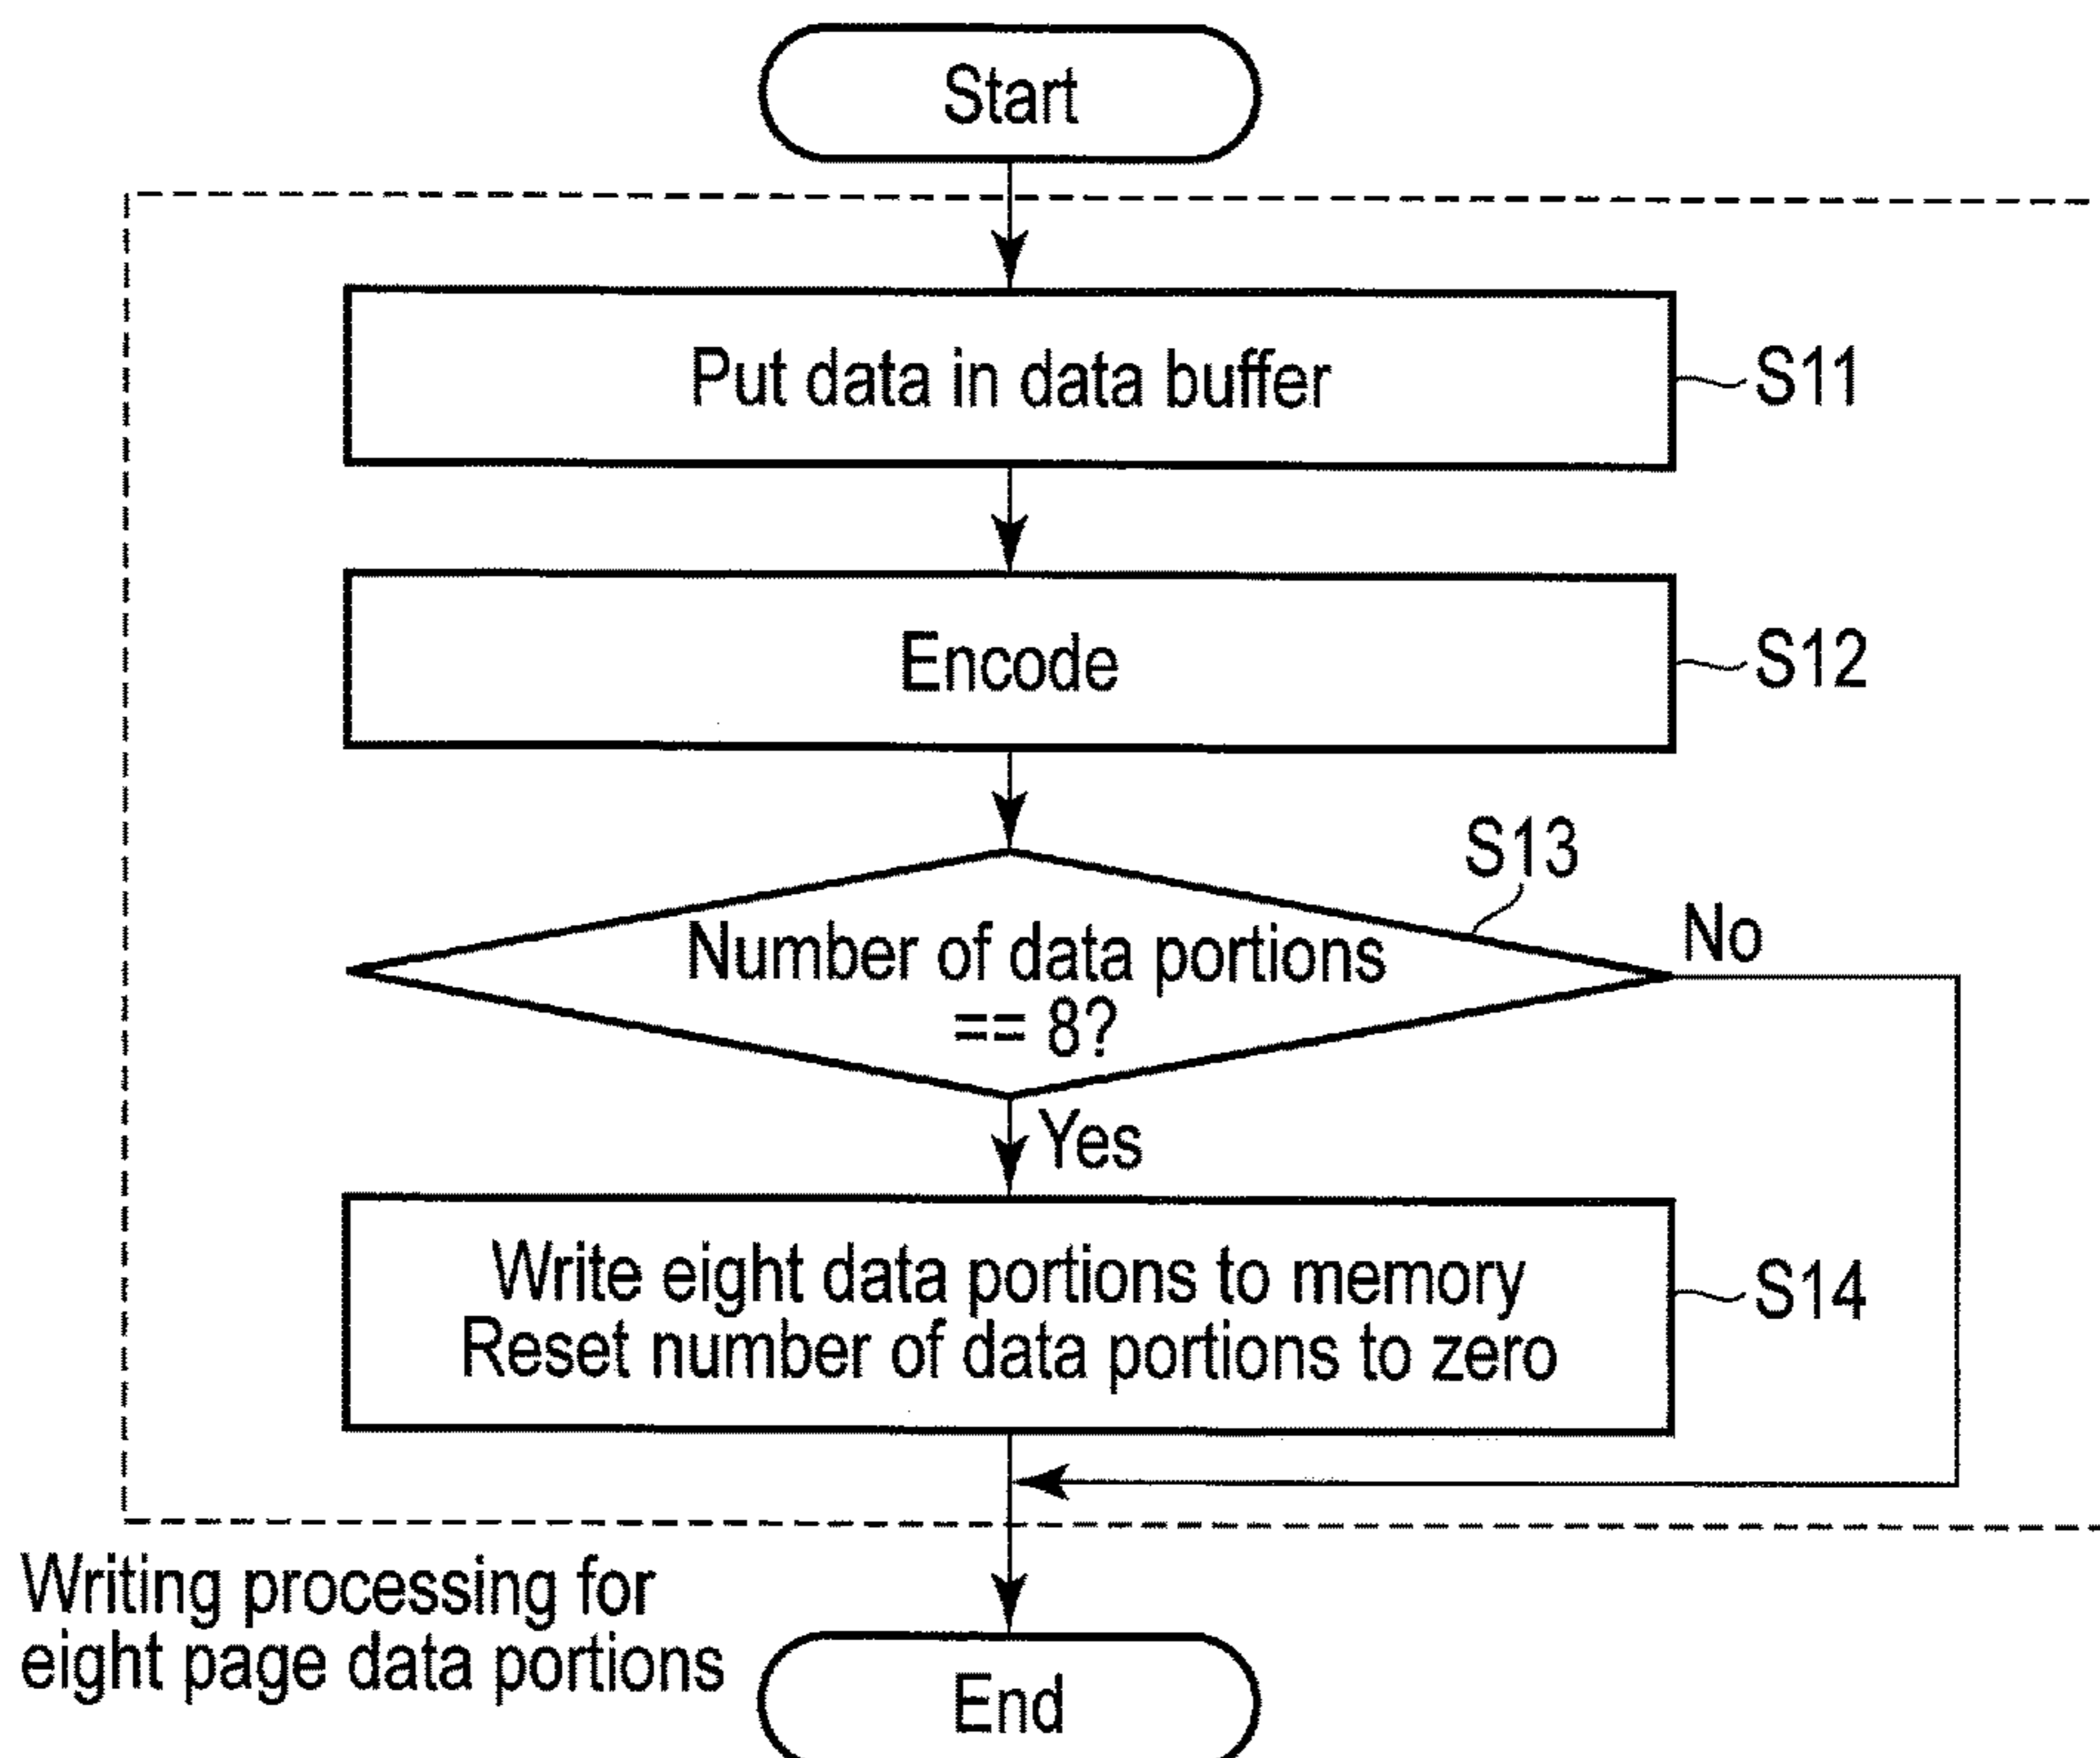 Start
Put data in data buffer
S11
Encode
S12
S13
Number of data portions
== 8?
No
Yes
Write eight data portions to memory
Reset number of data portions to zero
S14
Writing processing for
eight page data portions
End